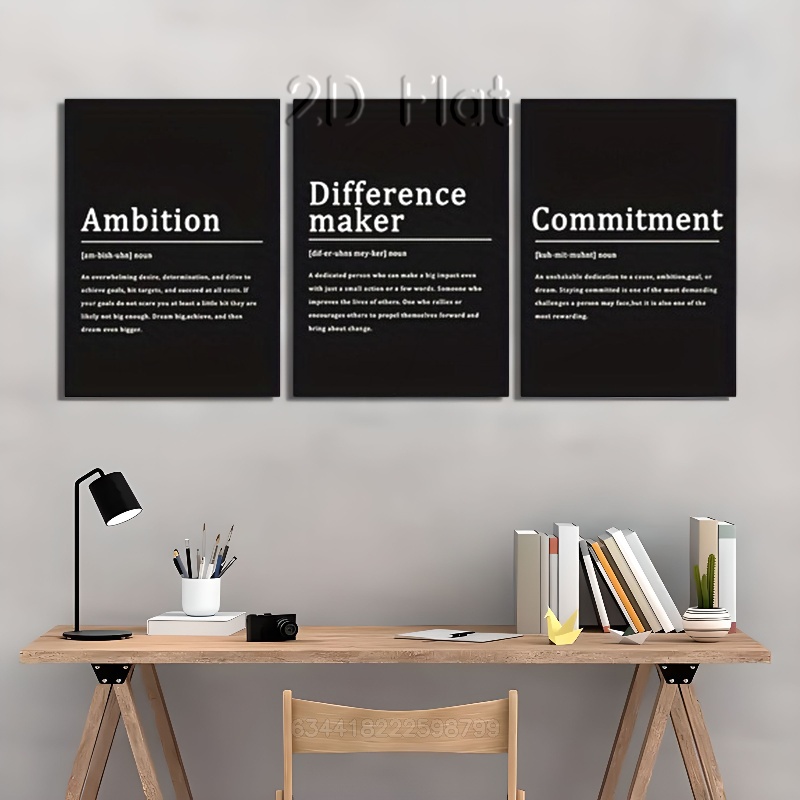 2D Flat
Ambition
[am-bish-uhn] noun
An overwhelming desire, determination, and drive to
achieve goals, hit targets, and succeed at all costs. If
your goals do not scare you at least a little bit they are
likely not big enough. Dream big,achieve, and then
dream even bigger.
Difference
maker
[dif-er-uhns mey-ker] noun
A dedicated person who can make a big impact even
with just a small action or a few words. Someone who
improves the lives of others. One who rallies or
encourages others to propel themselves forward and
bring about change.
Commitment
[kuh-mit-muhnt] noun
An unshakable dedication to a cause, ambition,goal, or
dream. Staying committed is one of the most demanding
challenges a person may face,but it is also one of the
most rewarding.
634418222598799